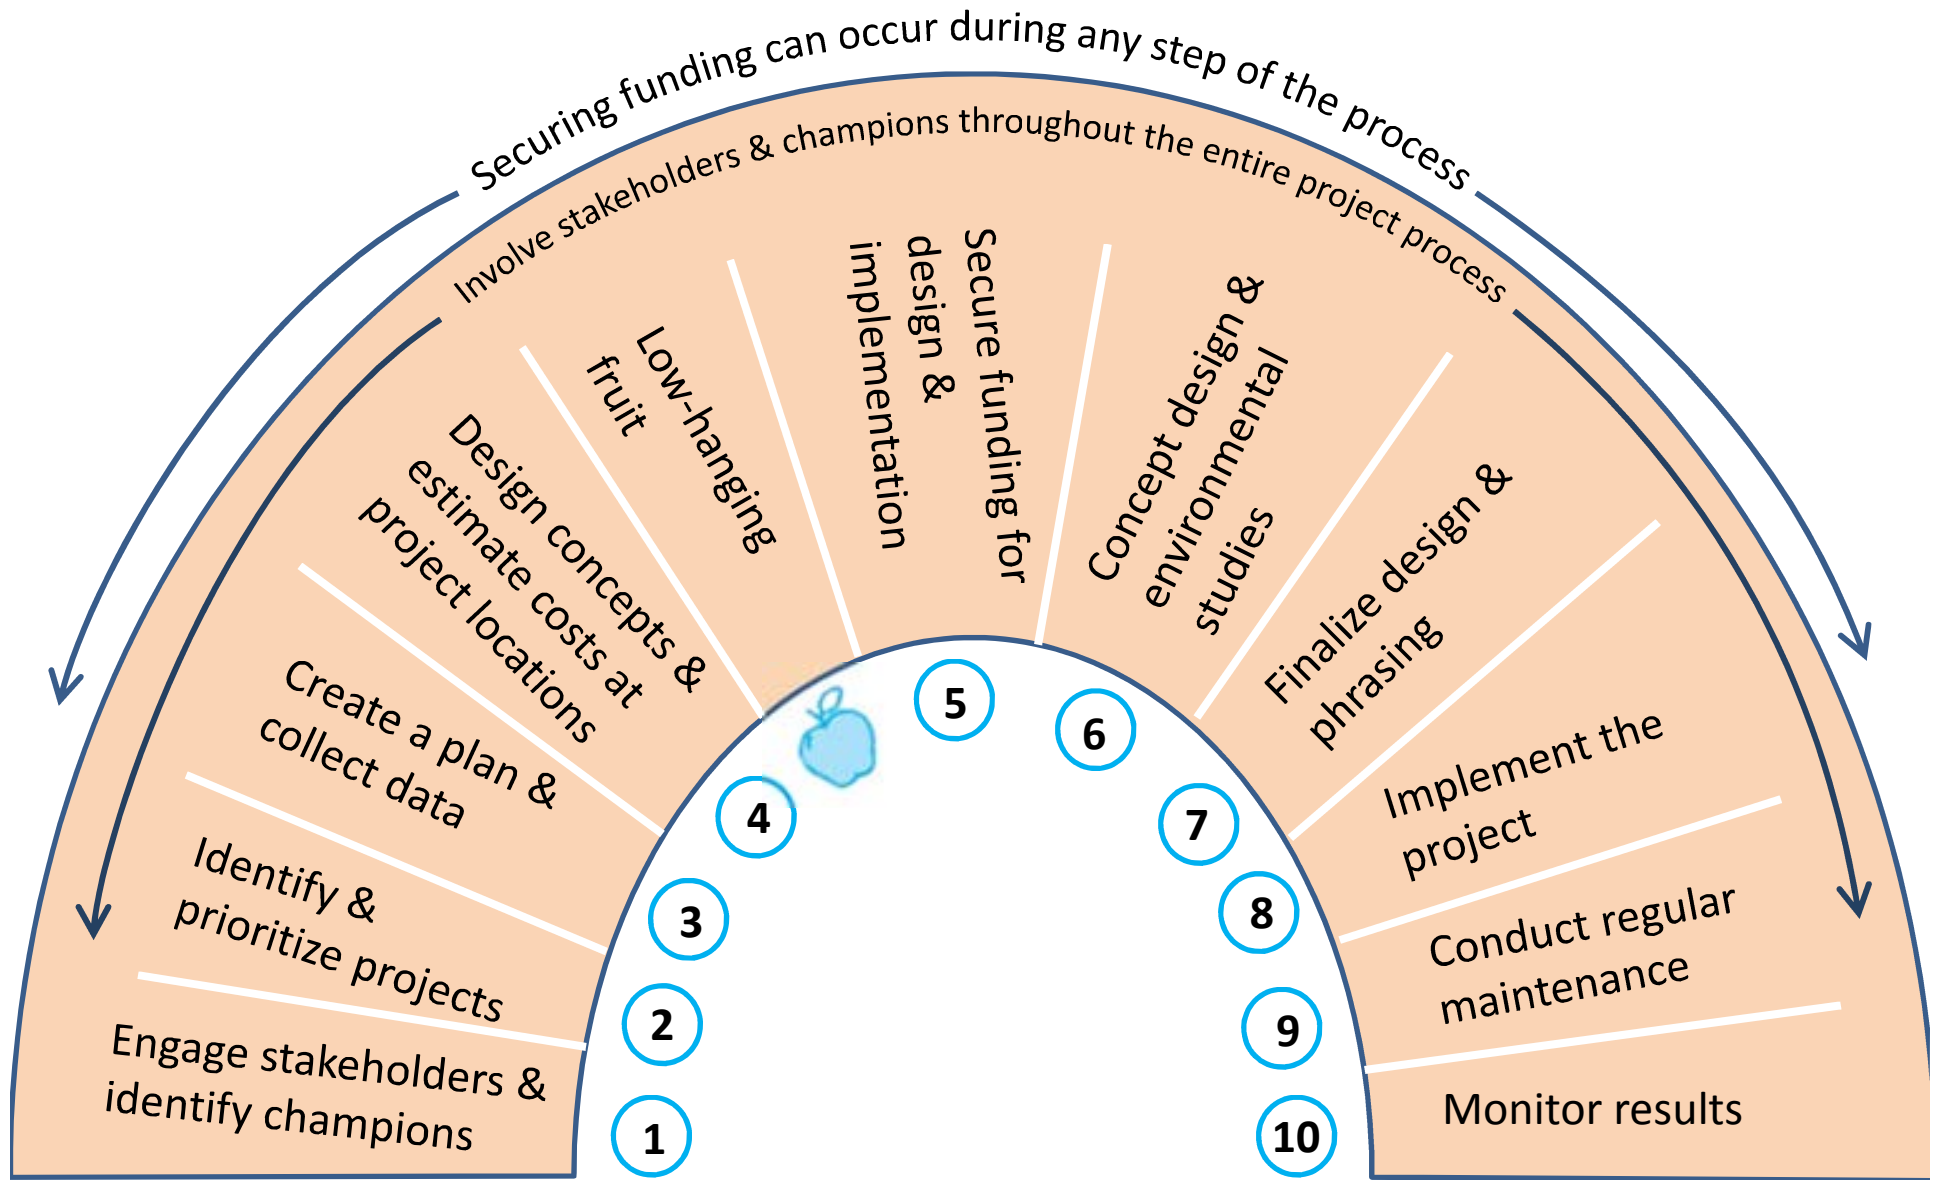 Securing funding can occur during any step of the process
Involve stakeholders & champions throughout the entire project process
Engage stakeholders &
identify champions
1
Identify &
prioritize projects
2
Create a plan &
collect data
3
Design concepts &
estimate costs at
project locations
4
Low-hanging
fruit
Secure funding for
design &
implementation
5
Concept design &
environmental
studies
6
Finalize design &
phrasing
7
Implement the
project
8
Conduct regular
maintenance
9
Monitor results
10